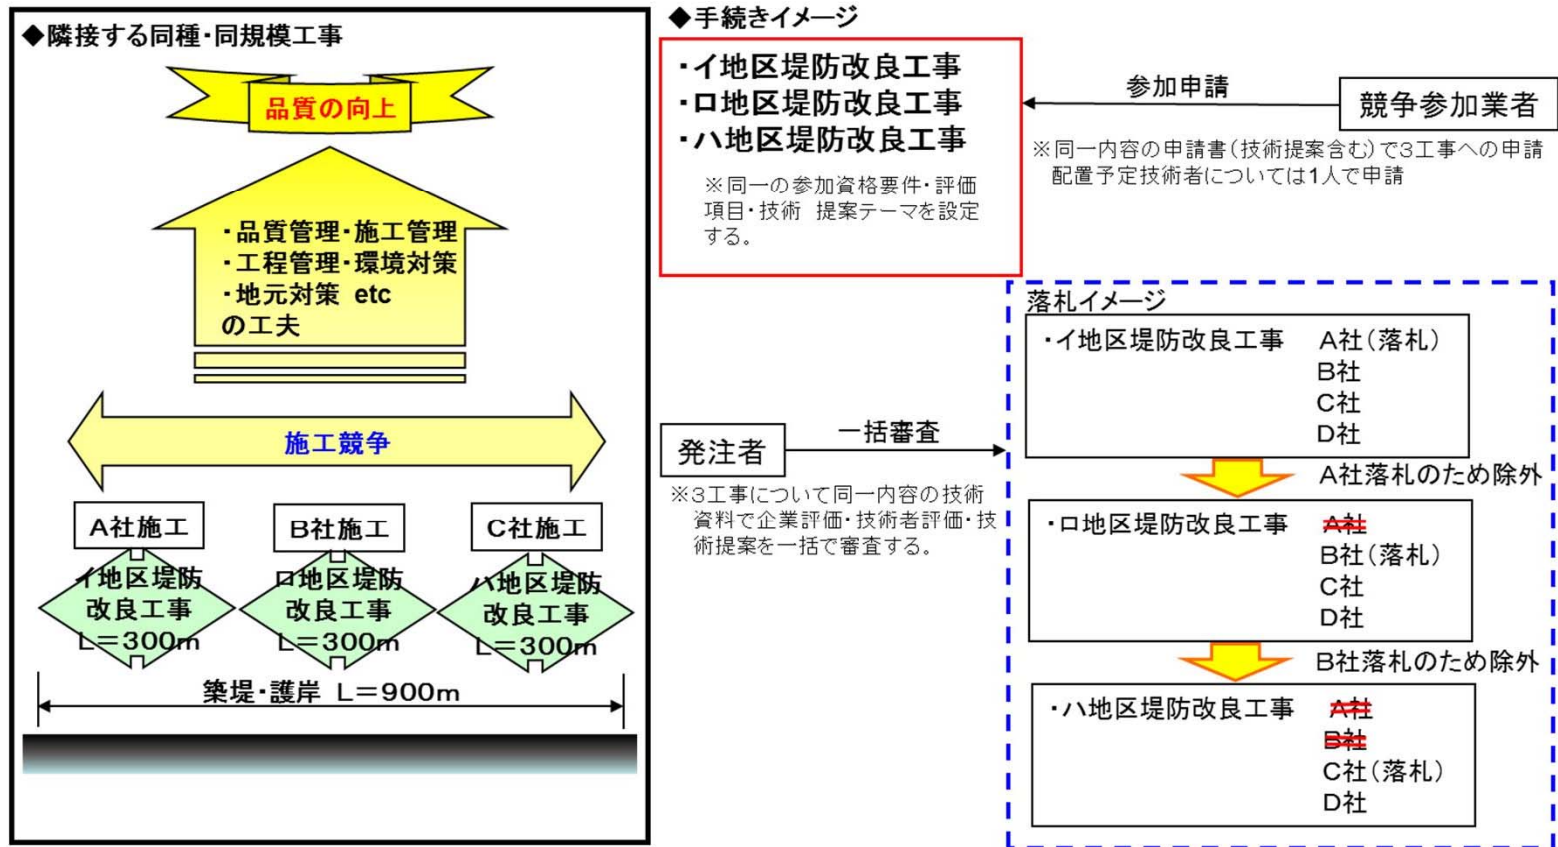 ◆隣接する同種・同規模工事
品質の向上
・品質管理・施工管理
・工程管理・環境対策
・地元対策 etc
の工夫
施工競争
A社施工
B社施工
C社施工
イ地区堤防
改良工事
L=300m
ロ地区堤防
改良工事
L=300m
ハ地区堤防
改良工事
L=300m
築堤・護岸 L=900m
◆手続きイメージ
・イ地区堤防改良工事
・ロ地区堤防改良工事
・ハ地区堤防改良工事
※同一の参加資格要件・評価
項目・技術 提案テーマを設定
する。
参加申請
競争参加業者
※同一内容の申請書(技術提案含む)で3工事への申請
配置予定技術者については1人で申請
発注者
一括審査
※3工事について同一内容の技術
資料で企業評価・技術者評価・技
術提案を一括で審査する。
落札イメージ
・イ地区堤防改良工事 A社(落札)
B社
C社
D社
A社落札のため除外
・ロ地区堤防改良工事 A社
B社(落札)
C社
D社
B社落札のため除外
・ハ地区堤防改良工事 A社
B社
C社(落札)
D社